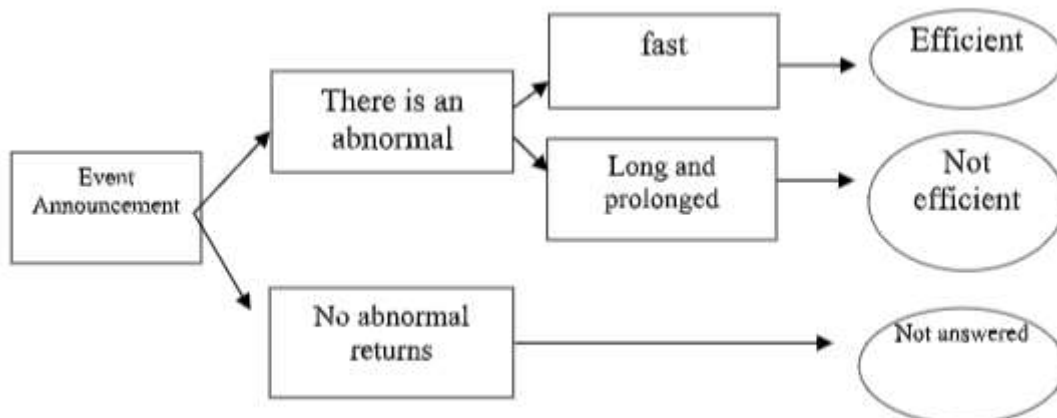 Event
Announcement
There is an
abnormal
fast
Efficient
Long and
prolonged
Not
efficient
No abnormal
returns
Not answered